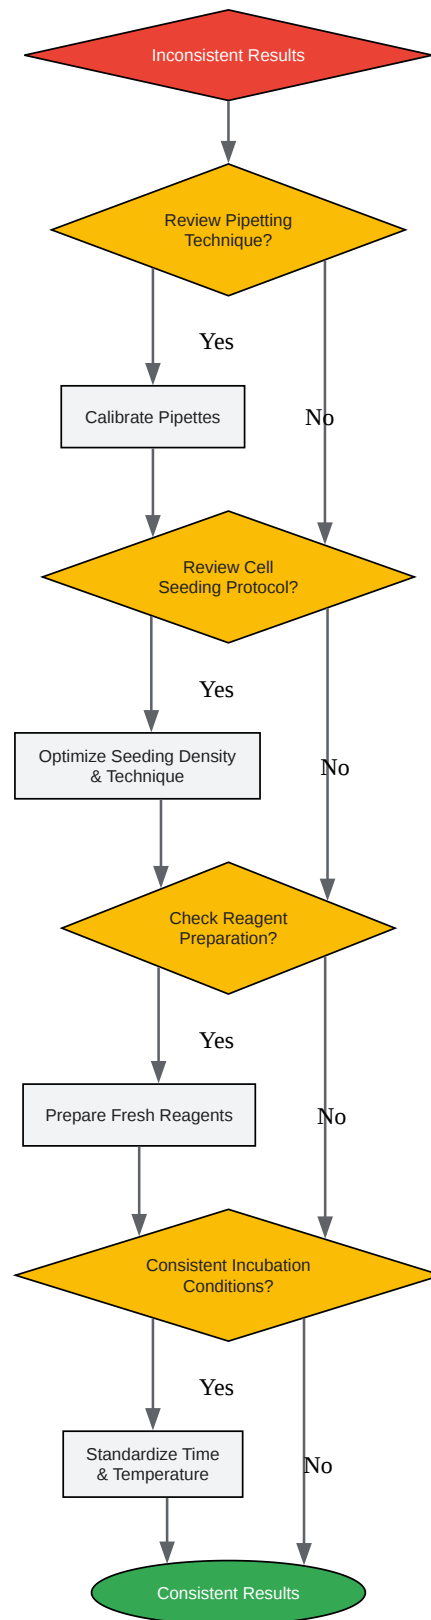 Inconsistent Results
Review Pipetting
Technique?
Yes
Calibrate Pipettes
No
Review Cell
Seeding Protocol?
Yes
Optimize Seeding Density
& Technique
No
Check Reagent
Preparation?
Yes
Prepare Fresh Reagents
No
Consistent Incubation
Conditions?
Yes
Standardize Time
& Temperature
No
Consistent Results